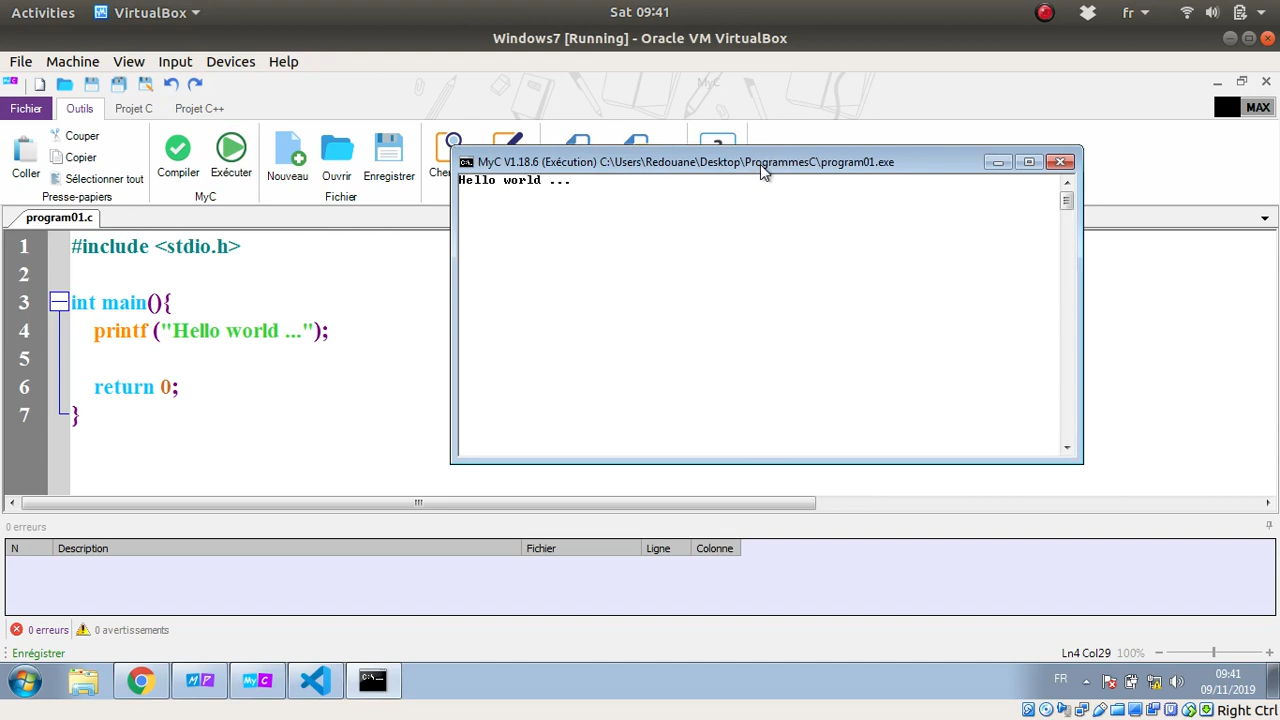 Activities VirtualBox Sat 09:41 fr
Windows7 [Running] - Oracle VM VirtualBox
File Machine View Input Devices Help
MyC
Fichier Outils Projet C Projet C++ MAX
Coller Couper Copier Sélectionner tout
Presse-papiers
Compiler Exécuter
MyC
Nouveau Ouvrir Enregistrer
Fichier
MyC V1.18.6 (Exécution) C:\Users\Redouane\Desktop\ProgrammesC\program01.exe
Hello world ...
program01.c
1 #include <stdio.h>
2
3 int main(){
4 printf ("Hello world ...");
5
6 return 0;
7 }
0 erreurs
N Description Fichier Ligne Colonne
0 erreurs 0 avertissements
Enrégistrer Ln4 Col29 100%
MP MyC FR 09:41
09/11/2019
Right Ctrl